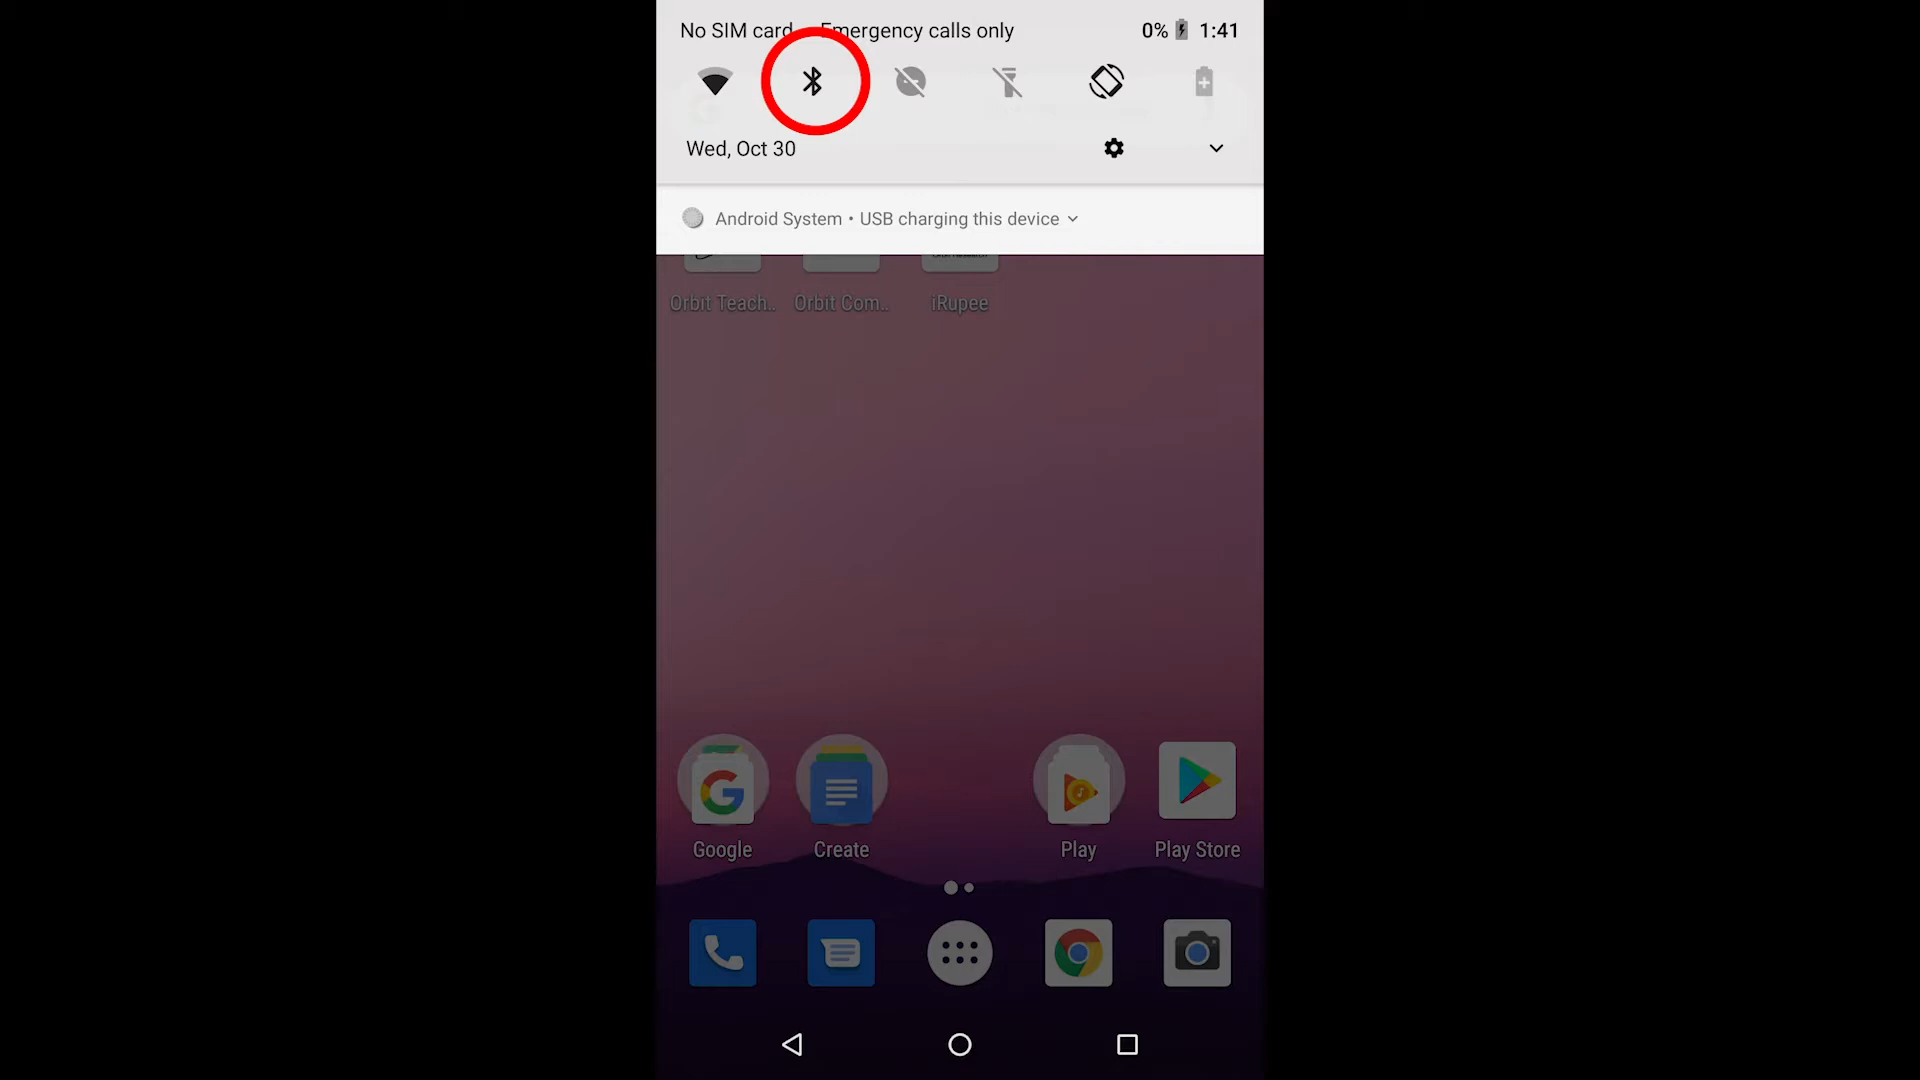 No SIM card Emergency calls only 0% 1:41
Wed, Oct 30
Android System • USB charging this device
Orbit Teach.. Orbit Com.. iRupee
Google Create Play Play Store